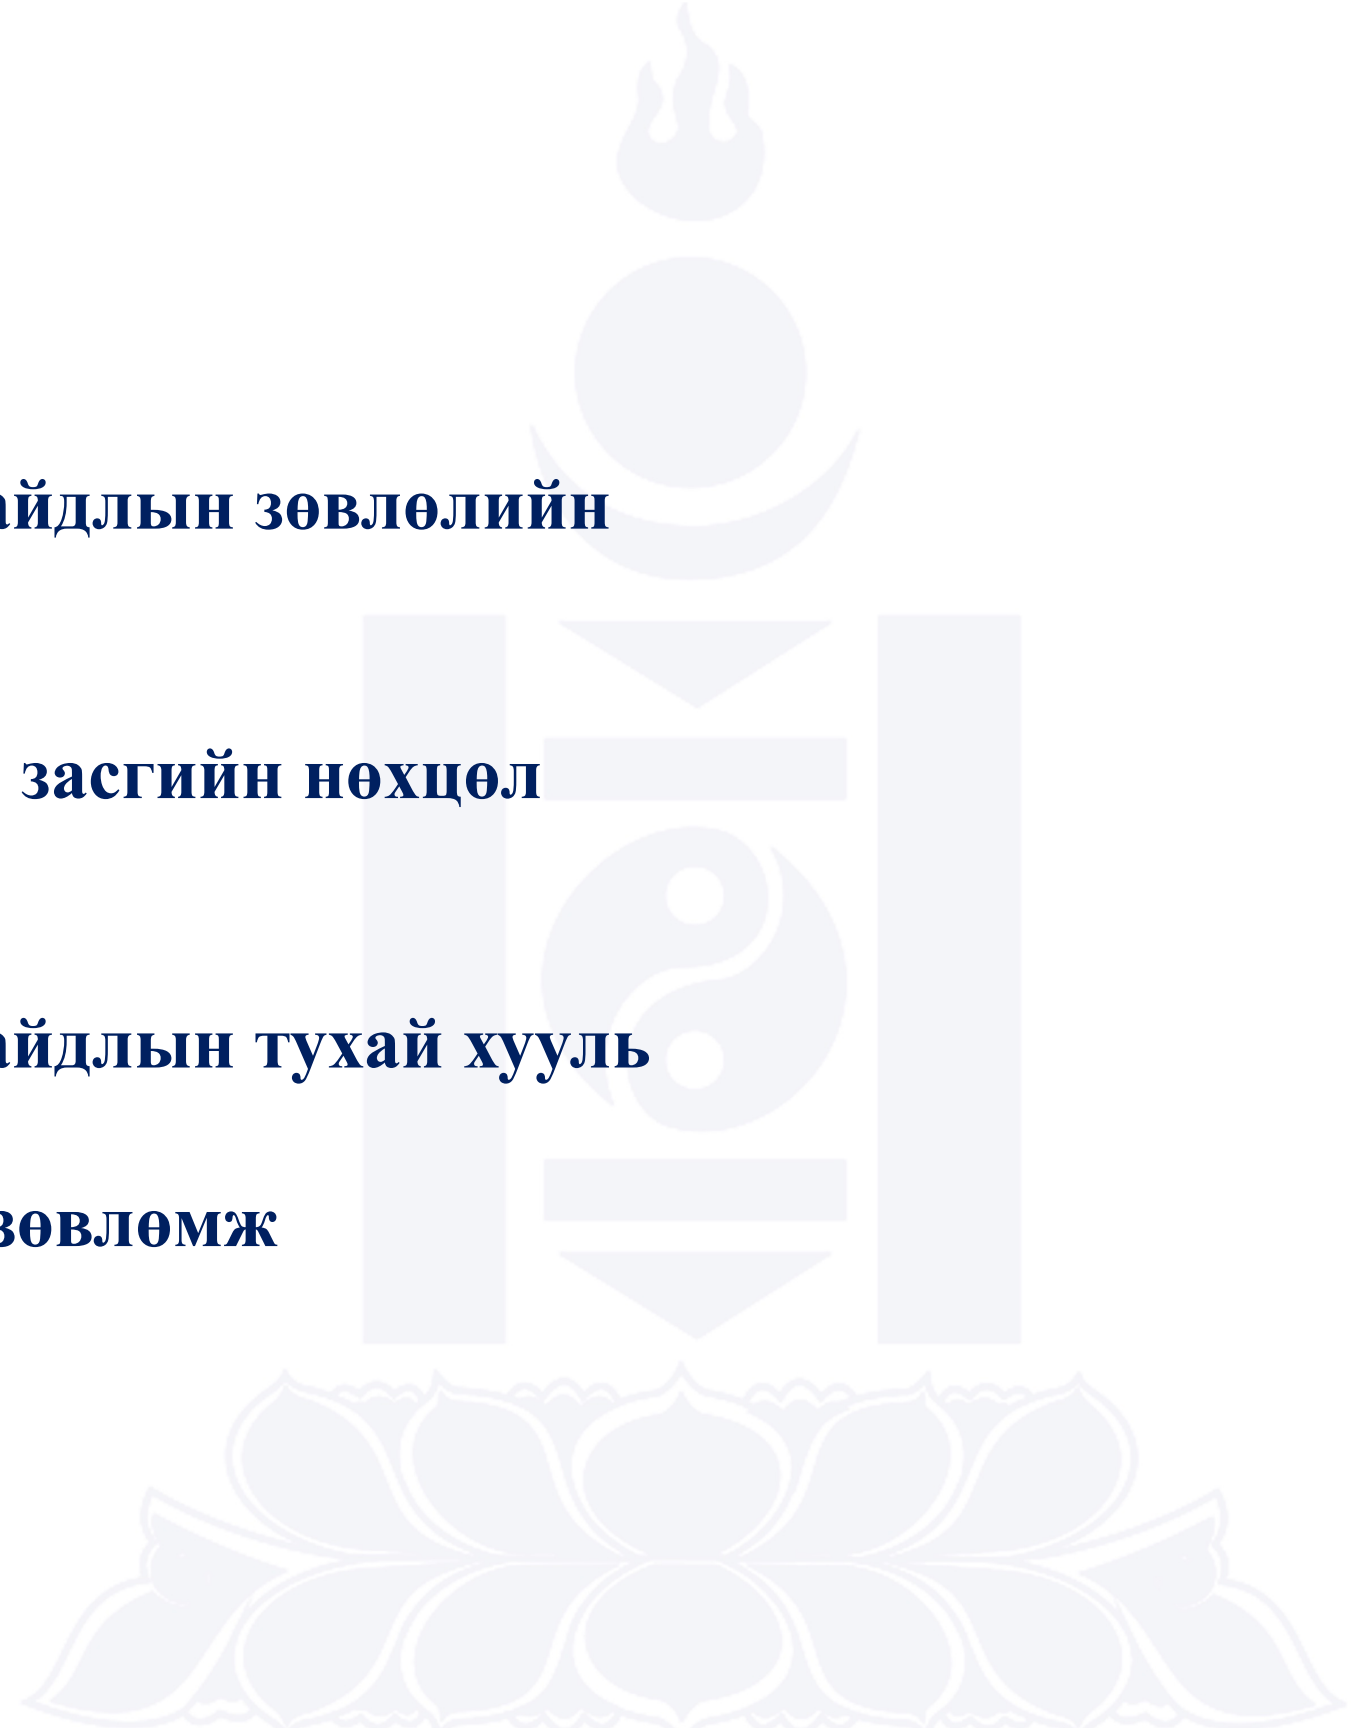 айдлын зөвлөлийн
засгийн нөхцөл
айдлын тухай хууль
зөвлөмж